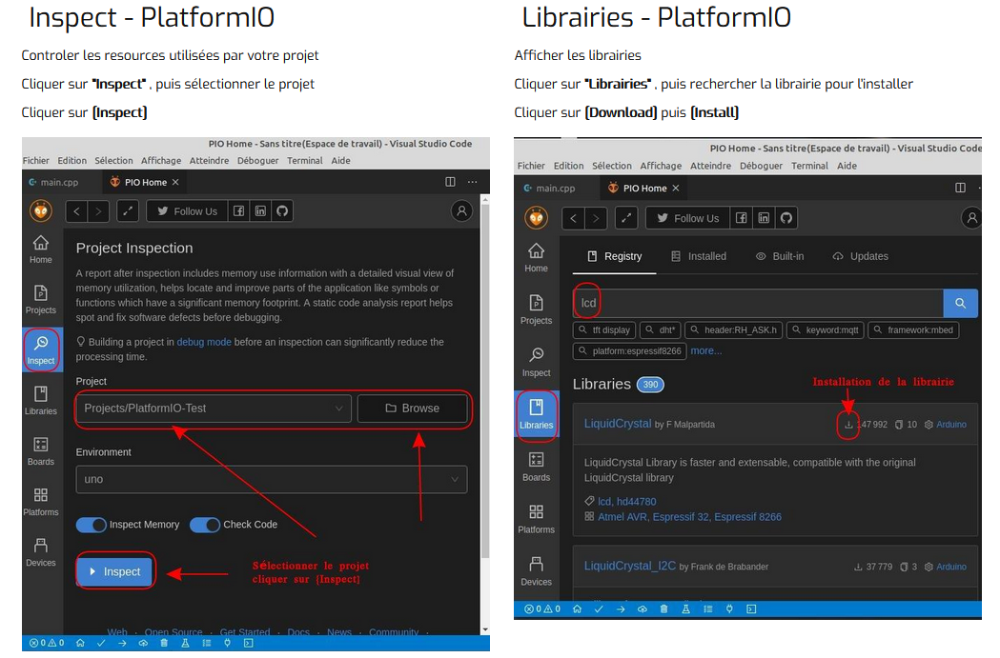 Inspect - PlatformIO
Controler les resources utilisées par votre projet
Cliquer sur "Inspect" , puis sélectionner le projet
Cliquer sur [Inspect]
PIO Home - Sans titre(Espace de travail) - Visual Studio Code
Fichier Edition Sélection Affichage Atteindre Déboguer Terminal Aide
main.cpp PIO Home
Follow Us
Home
Projects
Inspect
Libraries
Boards
Platforms
Devices
Project Inspection
A report after inspection includes memory use information with a detailed visual view of
memory utilization, helps locate and improve parts of the application like symbols or
functions which have a significant memory footprint. A static code analysis report helps
spot and fix software defects before debugging.
Building a project in debug mode before an inspection can significantly reduce the
processing time.
Project
Projects/PlatformIO-Test Browse
Environment
uno
Inspect Memory Check Code
Inspect
Sélectionner le projet
cliquer sur [Inspect]
Web · Open Source · Get Started · Docs · News · Community ·
0 0
Librairies - PlatformIO
Afficher les librairies
Cliquer sur "Librairies" , puis rechercher la librairie pour l'installer
Cliquer sur [Download] puis [Install]
PIO Home - Sans titre(Espace de travail) - Visual Studio Code
Fichier Edition Sélection Affichage Atteindre Déboguer Terminal Aide
main.cpp PIO Home
Follow Us
Home
Projects
Inspect
Libraries
Boards
Platforms
Devices
Registry Installed Built-in Updates
lcd
tft display dht* header:RH_ASK.h keyword:mqtt framework:mbed
platform:espressif8266 more...
Libraries 390
Installation de la librairie
LiquidCrystal by F Malpartida 147 992 10 Arduino
LiquidCrystal Library is faster and extensable, compatible with the original
LiquidCrystal library
lcd, hd44780
Atmel AVR, Espressif 32, Espressif 8266
LiquidCrystal_I2C by Frank de Brabander 37 779 3 Arduino
0 0